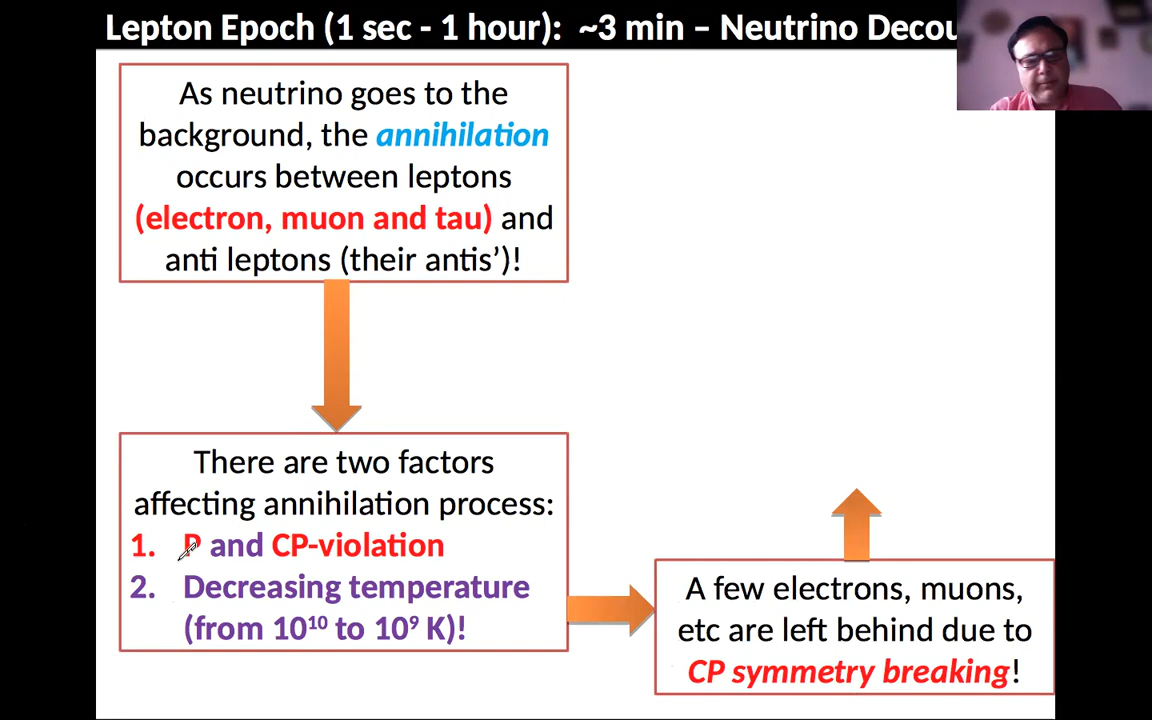 Lepton Epoch (1 sec - 1 hour): ~3 min – Neutrino
As neutrino goes to the
background, the annihilation
occurs between leptons
(electron, muon and tau) and
anti leptons (their antis’)!
There are two factors
affecting annihilation process:
1. P and CP-violation
2. Decreasing temperature
(from 10¹⁰ to 10⁹ K)!
A few electrons, muons,
etc are left behind due to
CP symmetry breaking!